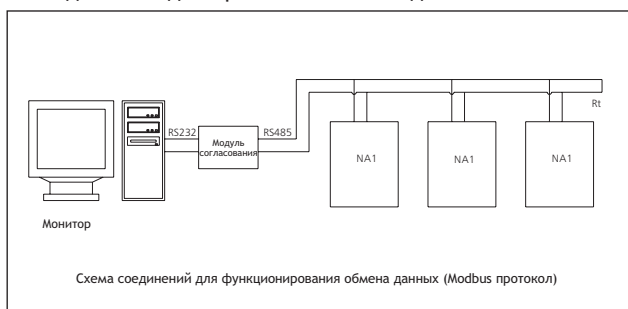 RS232
RS485
Модуль
согласования
Rt
NA1
NA1
NA1
Монитор
Схема соединений для функционирования обмена данных (Modbus протокол)